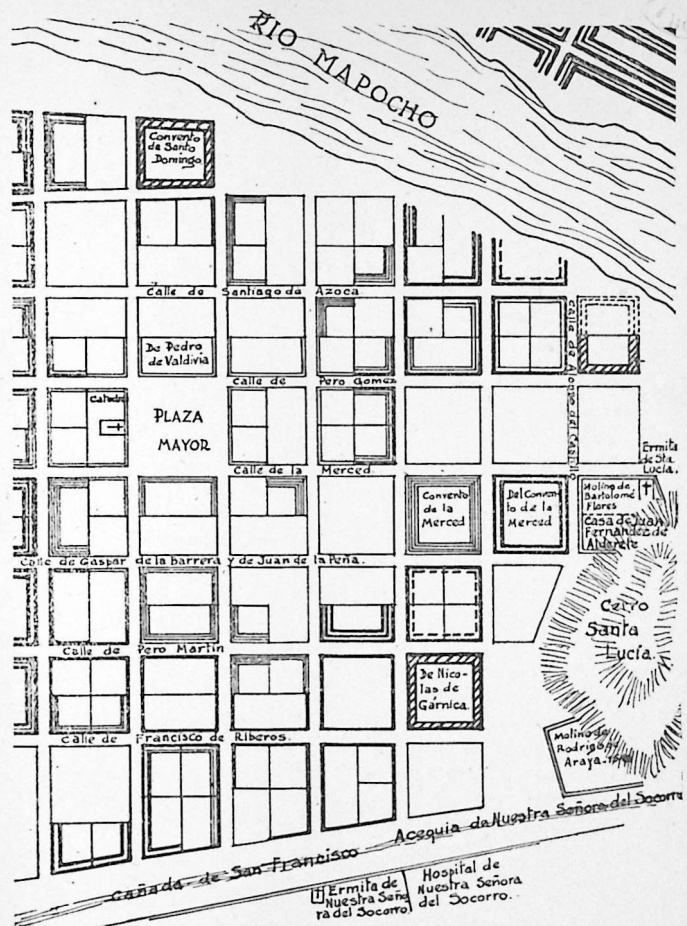 RIO MAPOCHO
Convento
de Santo
Domingo.
Calle de Santiago de Azoca
De Pedro
de Valdivia
Calle de Alonso del Castillo
Calle de Pero Gomez
Catedral
PLAZA
MAYOR
Ermita
de Sta
Lucía.
Calle de la Merced.
Convento
de la
Merced
Del Conven-
to de la
Merced
Molino de
Bartolomé
Flores
Casa de Juan
Fernandez de
Alderete
Calle de Gaspar de la barrera y de Juan de la Peña.
Cerro
Santa
Lucía.
Calle de Pero Martin
De Nico-
las de
Gárnica.
Calle de Francisco de Riberos.
Molino de
Rodrigo
Araya
Acequia de Nuestra Señora del Socorro
Cañada de San Francisco
Ermita de
Nuestra Seño
ra del Socorro
Hospital de
Nuestra Señora
del Socorro.